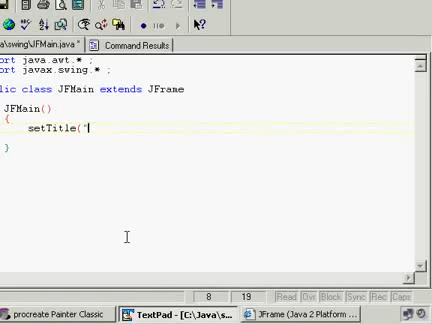 a\swing\JFMain.java *
Command Results
ort java.awt.* ;
ort javax.swing.* ;
lic class JFMain extends JFrame
JFMain()
{
setTitle("
}
8 19 Read Ovr Block Sync Rec Caps
procreate Painter Classic
TextPad - [C:\Java\s...
JFrame (Java 2 Platform ...